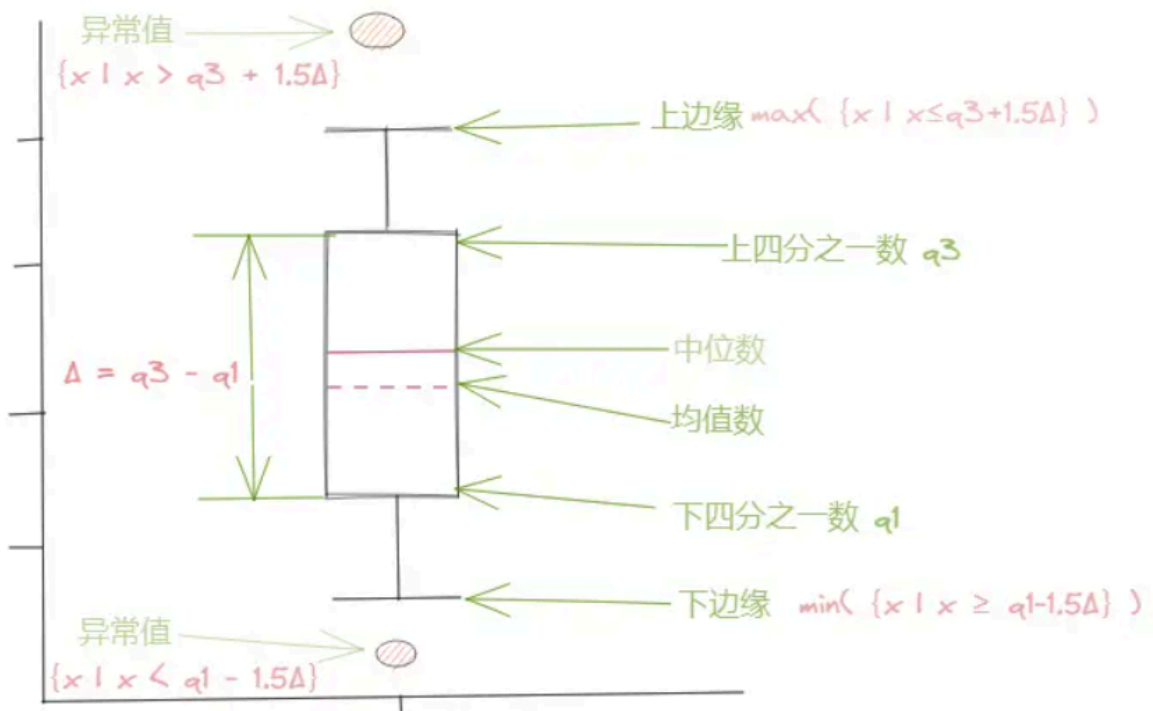 异常值
{x | x > q3 + 1.5Δ}
上边缘 max( {x | x≤q3+1.5Δ} )
上四分之一数 q3
中位数
Δ = q3 - q1
均值数
下四分之一数 q1
下边缘 min( {x | x ≥ q1-1.5Δ} )
异常值
{x | x < q1 - 1.5Δ}